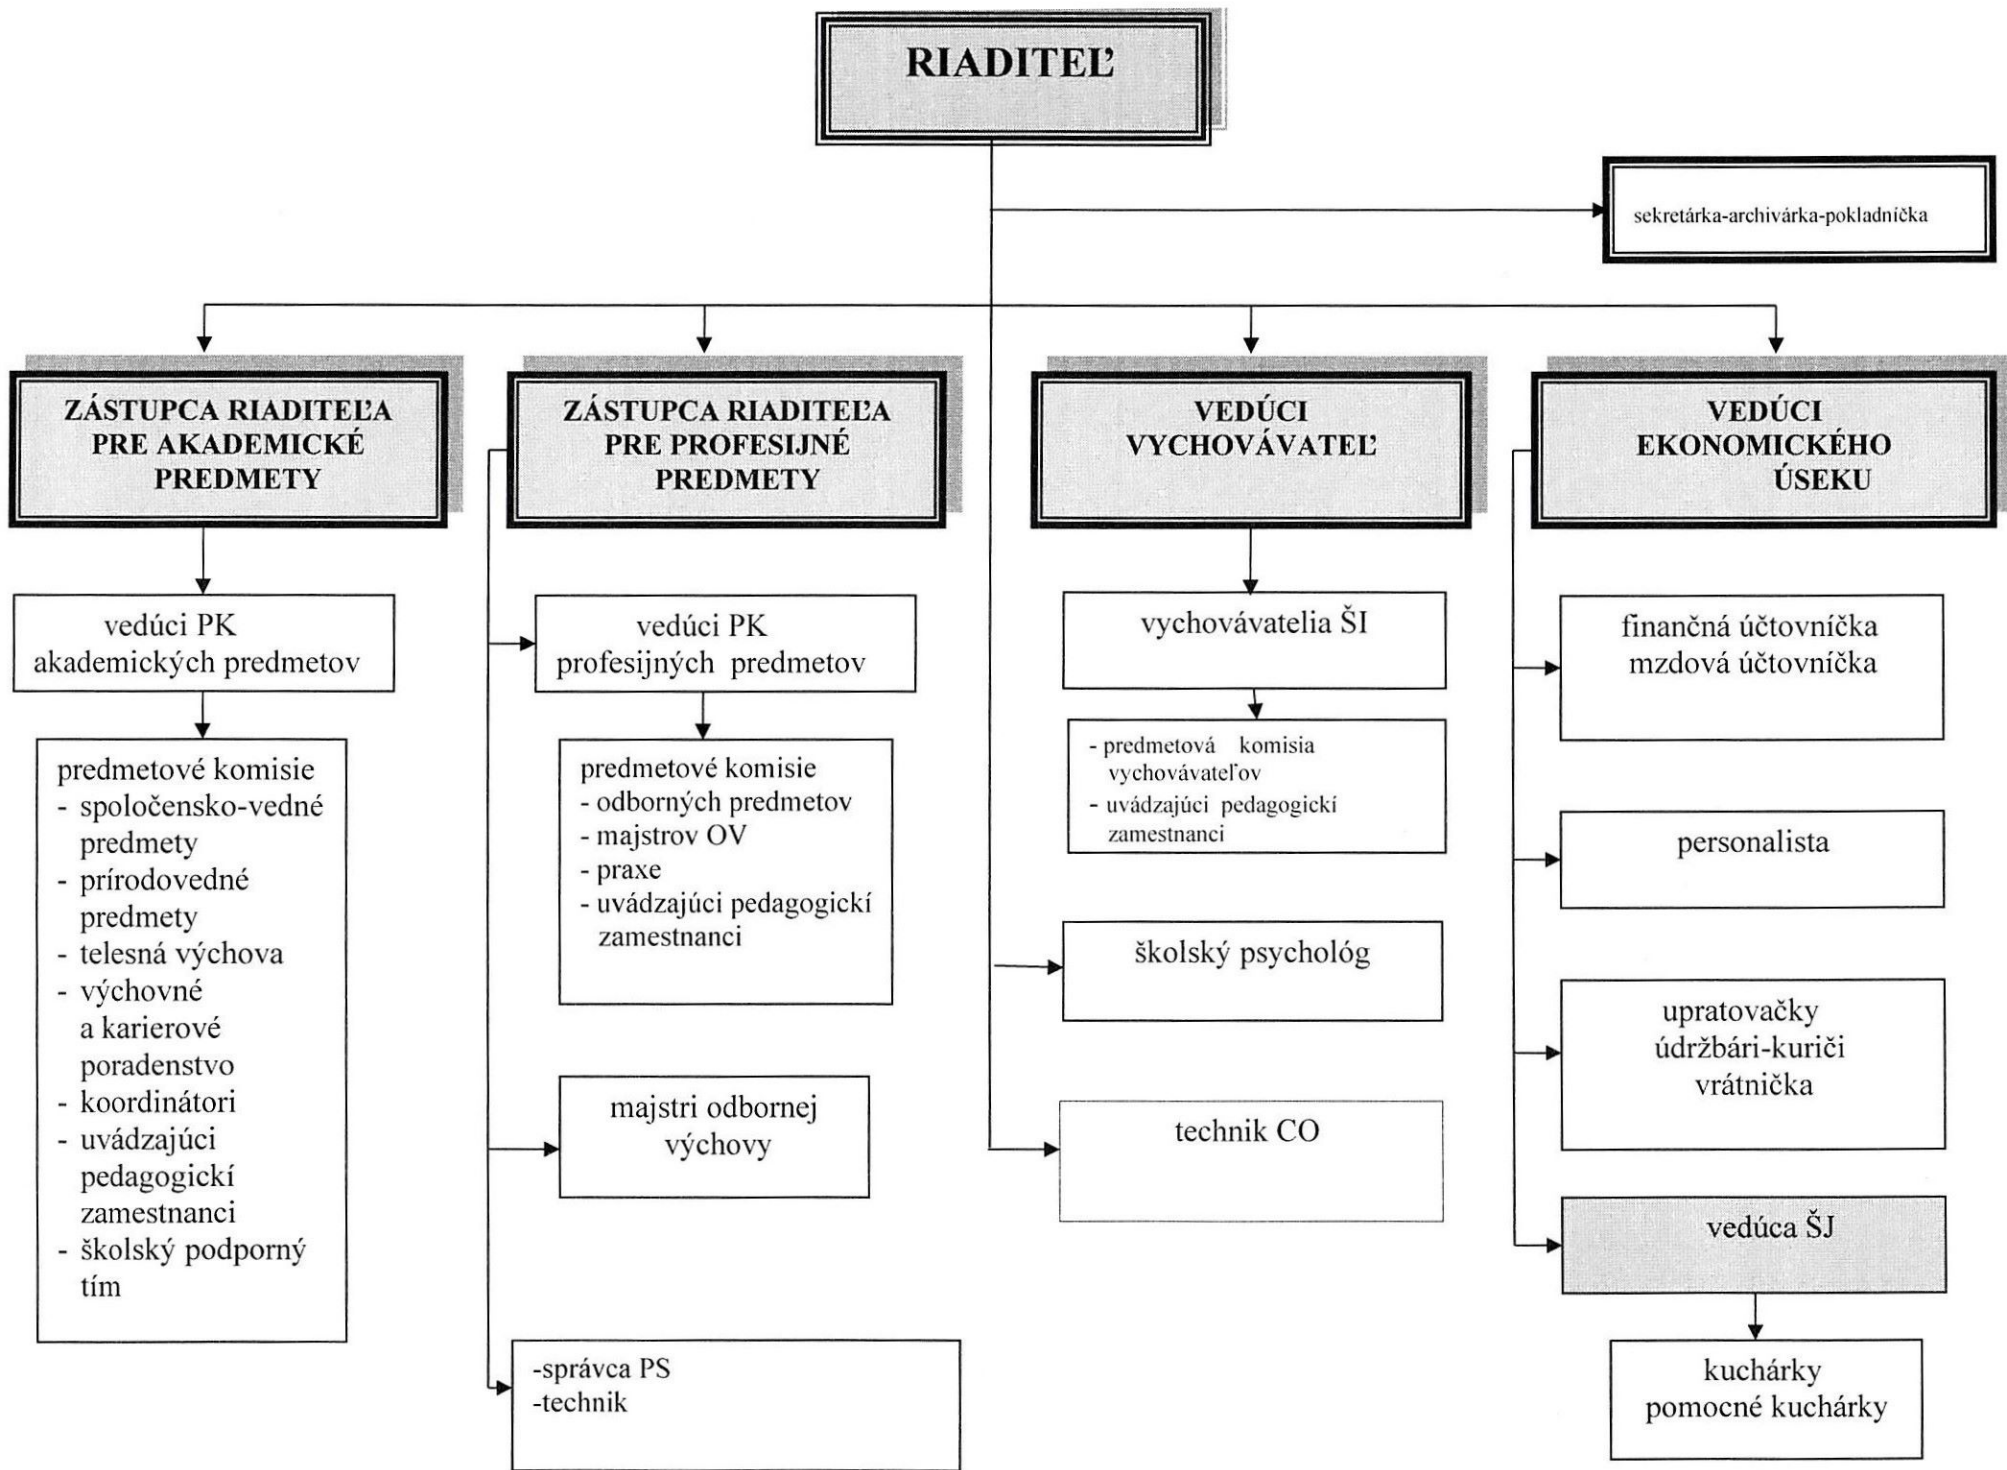 RIADITEĽ
sekretárka-archivárka-pokladníčka
ZÁSTUPCA RIADITEĽA
PRE AKADEMICKÉ
PREDMETY
ZÁSTUPCA RIADITEĽA
PRE PROFESIJNÉ
PREDMETY
VEDÚCI
VYCHOVÁVATEĽ
VEDÚCI
EKONOMICKÉHO
ÚSEKU
vedúci PK
akademických predmetov
predmetové komisie
- spoločensko-vedné
predmety
- prírodovedné
predmety
- telesná výchova
- výchovné
a karierové
poradenstvo
- koordinátori
- uvádzajúci
pedagogickí
zamestnanci
- školský podporný
tím
vedúci PK
profesijných predmetov
predmetové komisie
- odborných predmetov
- majstrov OV
- praxe
- uvádzajúci pedagogickí
zamestnanci
majstri odbornej
výchovy
-správca PS
-technik
vychovávatelia ŠI
- predmetová komisia
vychovávateľov
- uvádzajúci pedagogickí
zamestnanci
školský psychológ
technik CO
finančná účtovníčka
mzdová účtovníčka
personalista
upratovačky
údržbári-kuriči
vrátnička
vedúca ŠJ
kuchárky
pomocné kuchárky